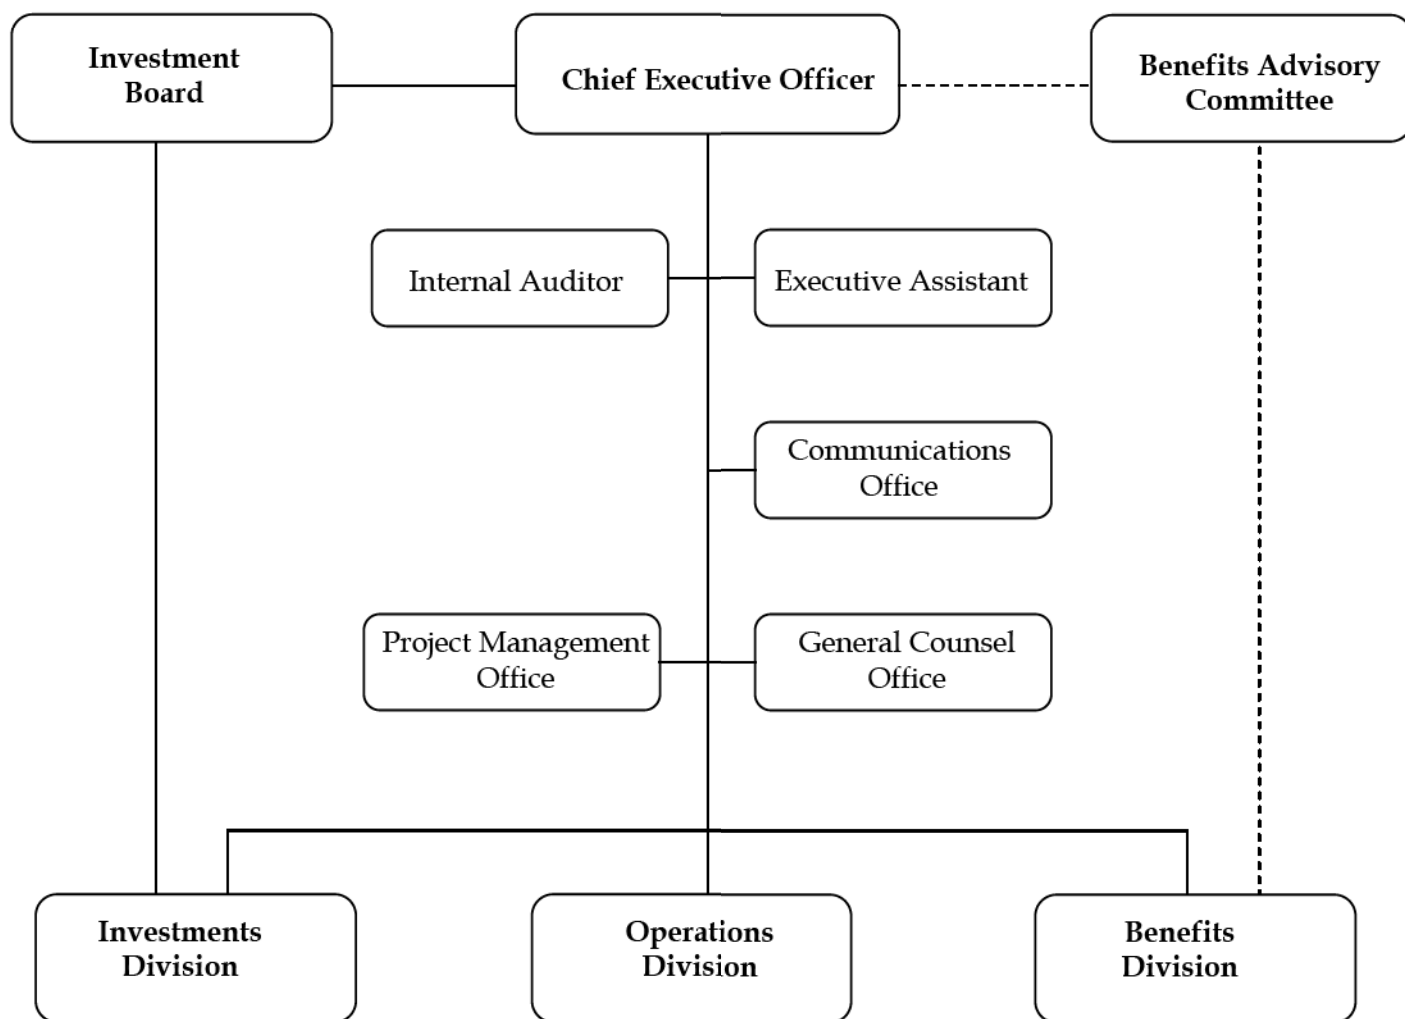 Investment
Board
Chief Executive Officer
Benefits Advisory
Committee
Internal Auditor
Executive Assistant
Communications
Office
Project Management
Office
General Counsel
Office
Investments
Division
Operations
Division
Benefits
Division